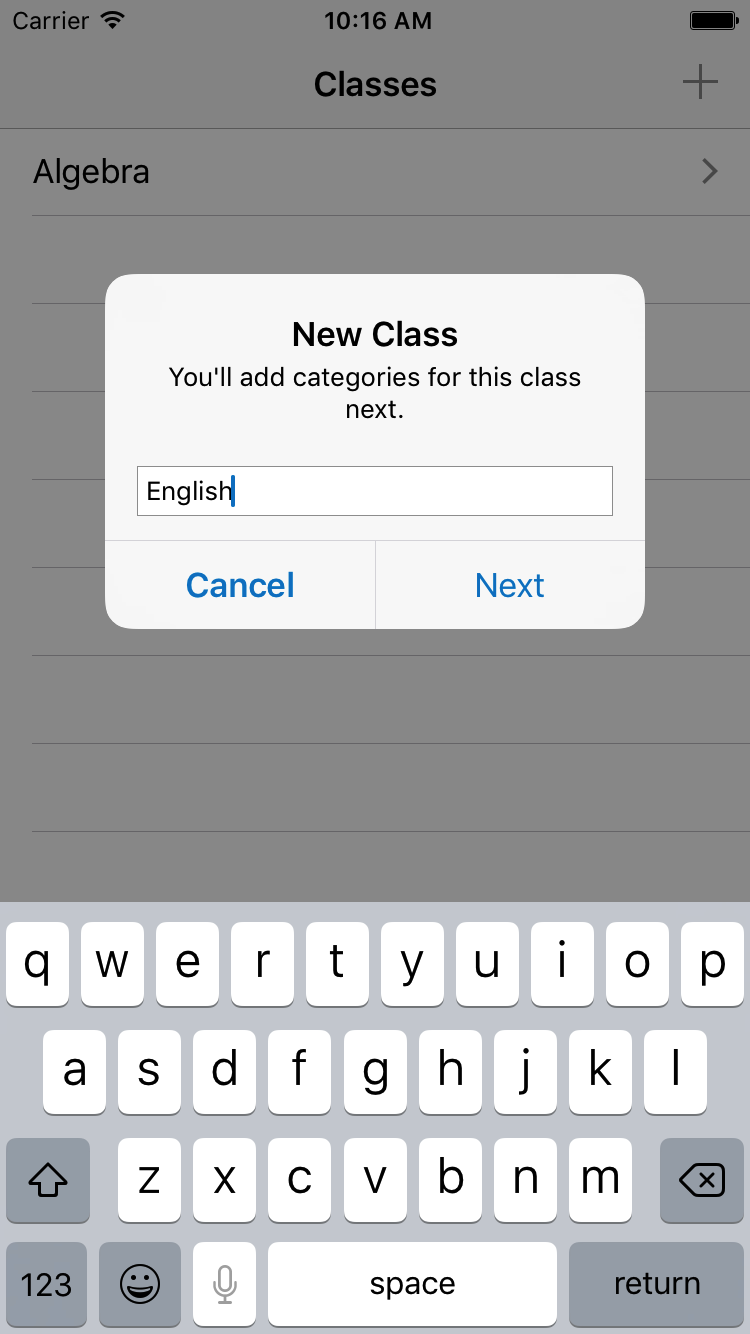 Carrier 10:16 AM
Classes
Algebra
New Class
You'll add categories for this class
next.
English
Cancel Next
q w e r t y u i o p
a s d f g h j k l
z x c v b n m
123 space return